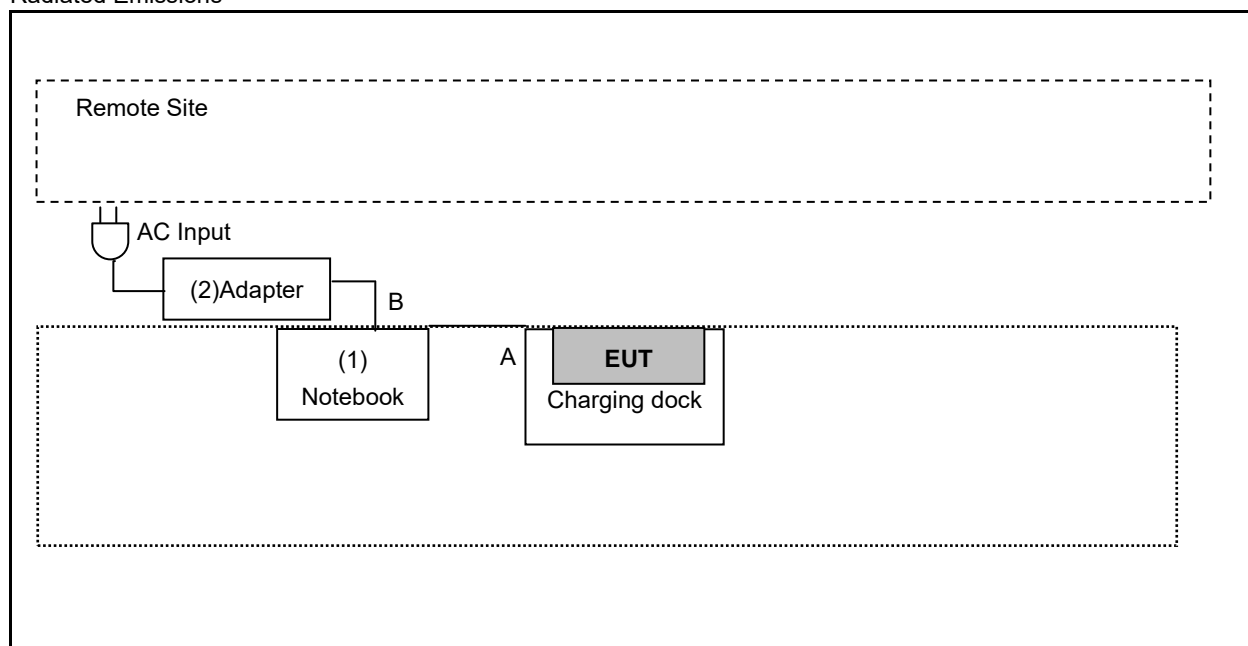 Radiated Emissions
Remote Site
AC Input
(2)Adapter
B
(1)
Notebook
A
EUT
Charging dock